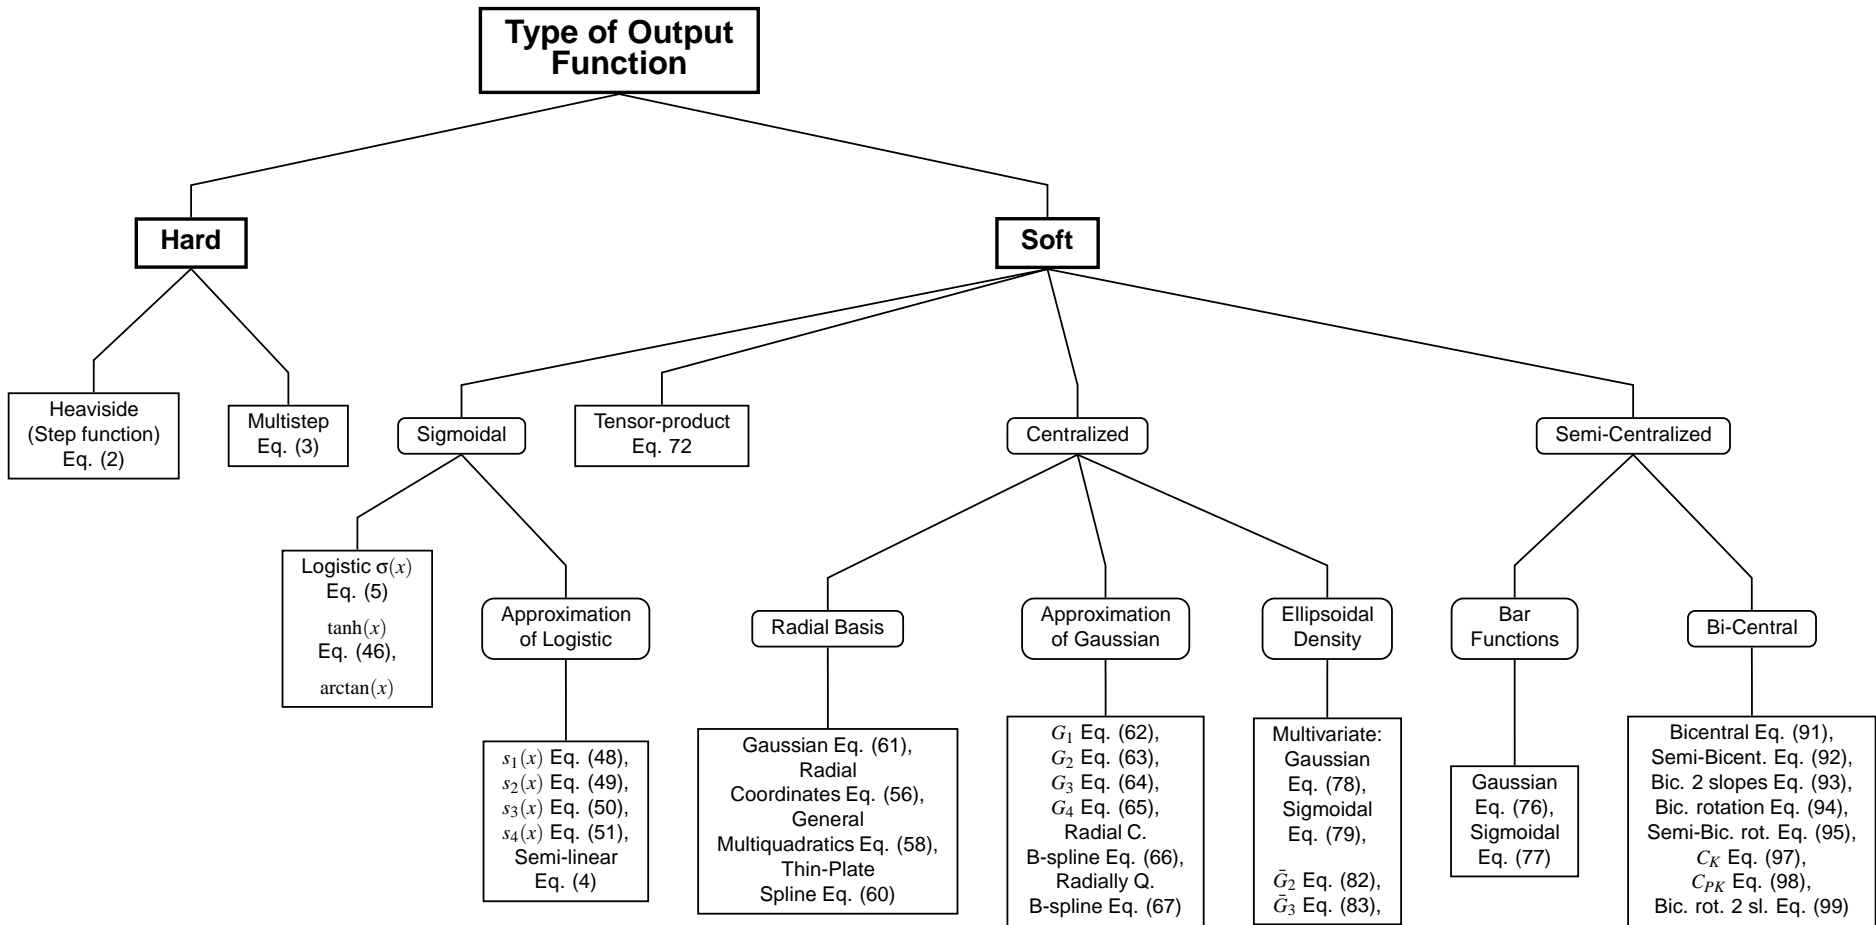 Type of Output
Function
Hard
Soft
Heaviside
(Step function)
Eq. (2)
Multistep
Eq. (3)
Sigmoidal
Tensor-product
Eq. 72
Centralized
Semi-Centralized
Logistic σ(x)
Eq. (5)
tanh(x)
Eq. (46),
arctan(x)
Approximation
of Logistic
Radial Basis
Approximation
of Gaussian
Ellipsoidal
Density
Bar
Functions
Bi-Central
s₁(x) Eq. (48),
s₂(x) Eq. (49),
s₃(x) Eq. (50),
s₄(x) Eq. (51),
Semi-linear
Eq. (4)
Gaussian Eq. (61),
Radial
Coordinates Eq. (56),
General
Multiquadratics Eq. (58),
Thin-Plate
Spline Eq. (60)
G₁ Eq. (62),
G₂ Eq. (63),
G₃ Eq. (64),
G₄ Eq. (65),
Radial C.
B-spline Eq. (66),
Radially Q.
B-spline Eq. (67)
Multivariate:
Gaussian
Eq. (78),
Sigmoidal
Eq. (79),
Ḡ₂ Eq. (82),
Ḡ₃ Eq. (83),
Gaussian
Eq. (76),
Sigmoidal
Eq. (77)
Bicentral Eq. (91),
Semi-Bicent. Eq. (92),
Bic. 2 slopes Eq. (93),
Bic. rotation Eq. (94),
Semi-Bic. rot. Eq. (95),
C_K Eq. (97),
C_PK Eq. (98),
Bic. rot. 2 sl. Eq. (99)